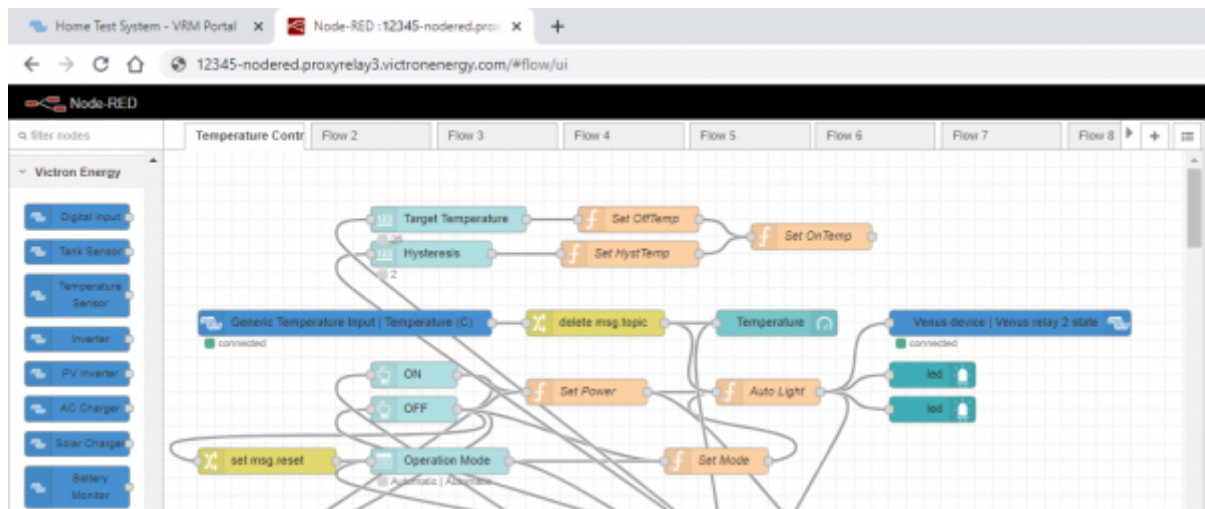 Home Test System - VRM Portal
Node-RED : 12345-nodered.prox
12345-nodered.proxyrelay3.victronenergy.com/#flow/ui
Node-RED
filter nodes
Temperature Contr
Flow 2
Flow 3
Flow 4
Flow 5
Flow 6
Flow 7
Flow 8
Victron Energy
Digital Input
Tank Sensor
Temperature
Sensor
Inverter
PV Inverter
AC Charger
Solar Charger
Battery
Monitor
123 Target Temperature
Set OffTemp
25
Set OnTemp
123 Hysteresis
Set HystTemp
2
Generic Temperature Input | Temperature (C)
delete msg.topic
Temperature
Venus device | Venus relay 2 state
connected
connected
ON
led
Set Power
Auto Light
OFF
led
set msg.reset
Operation Mode
Set Mode
Automatic | Automatic